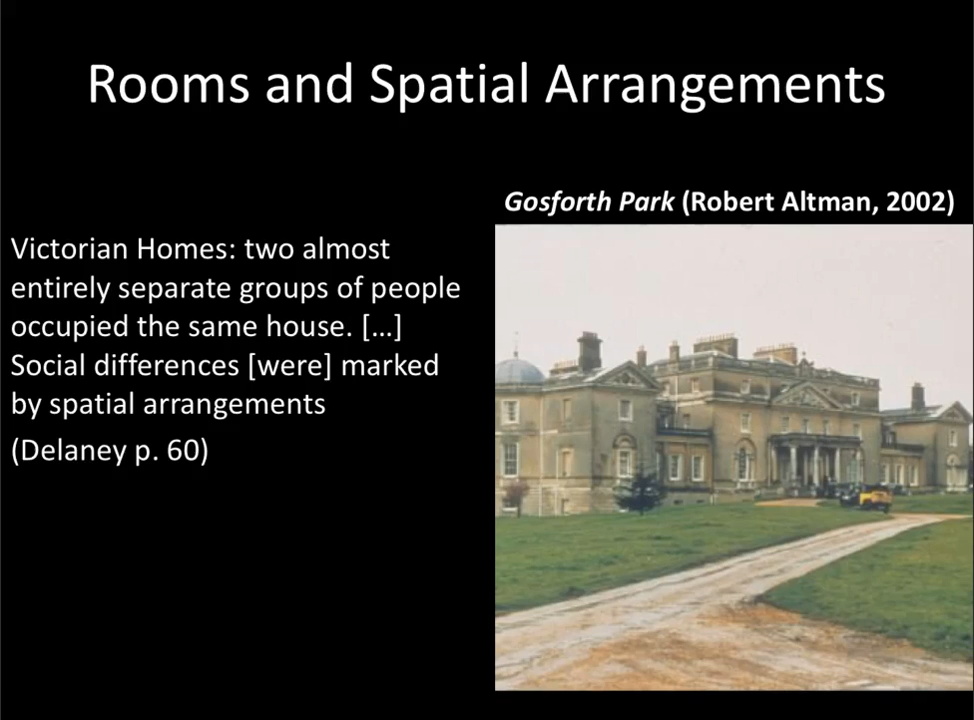 Rooms and Spatial Arrangements
Gosforth Park (Robert Altman, 2002)
Victorian Homes: two almost
entirely separate groups of people
occupied the same house. […]
Social differences [were] marked
by spatial arrangements
(Delaney p. 60)